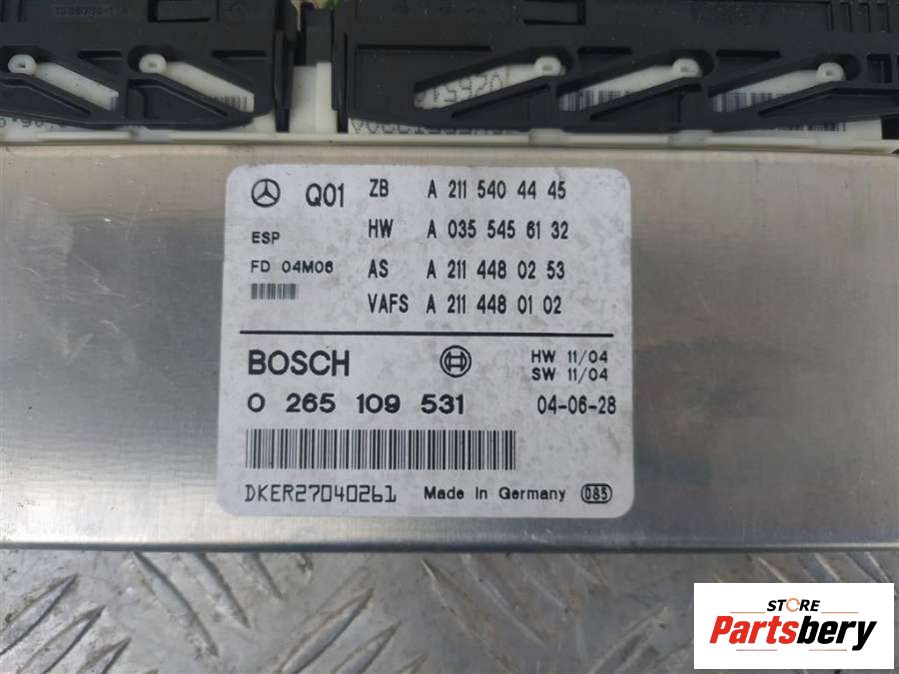 Q01 ZB A 211 540 44 45
HW A 035 545 61 32
ESP
FD 04M06 AS A 211 448 02 53
VAFS A 211 448 01 02
BOSCH HW 11/04
SW 11/04
0 265 109 531 04-06-28
DKER27040261 Made in Germany 085
STORE
Partsbery